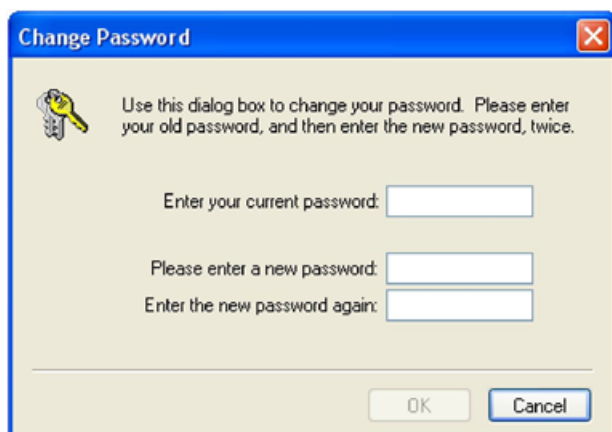 Change Password
Use this dialog box to change your password. Please enter
your old password, and then enter the new password, twice.
Enter your current password:
Please enter a new password:
Enter the new password again:
OK
Cancel